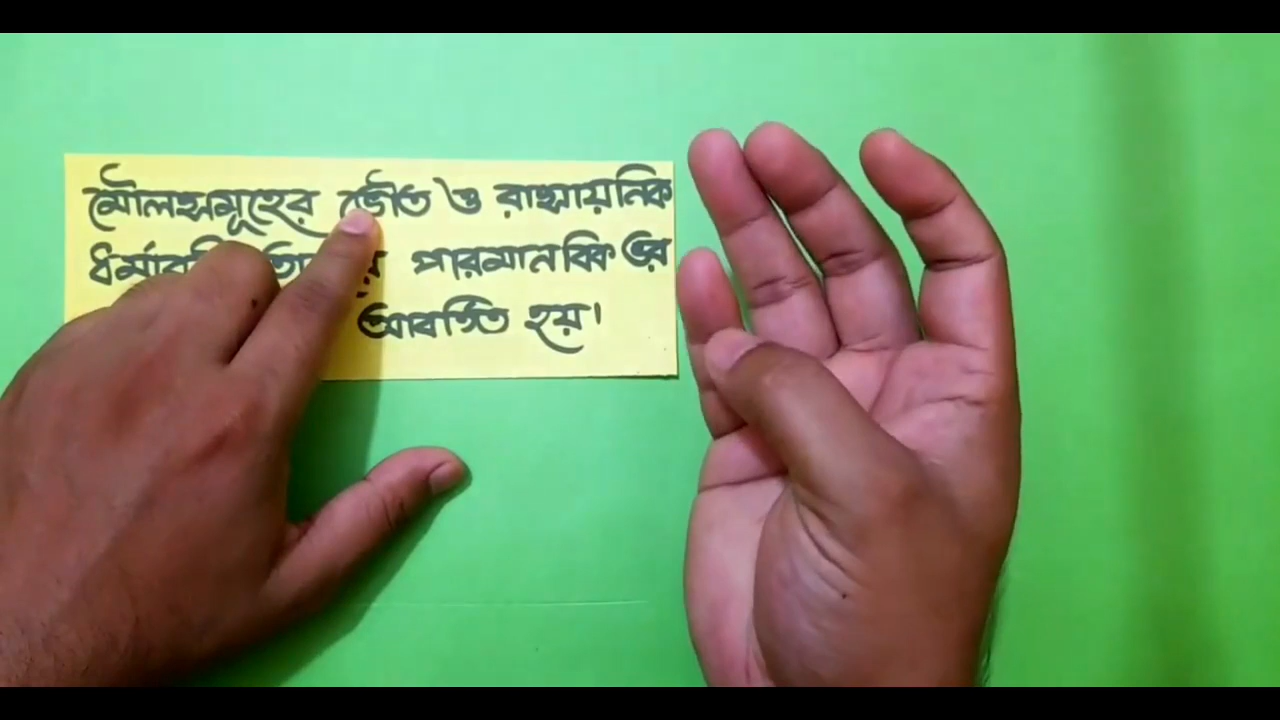 মৌলসমূহের ভৌত ও রাসায়নিক
পারমানবিক ভর
আবর্তিত হয়।